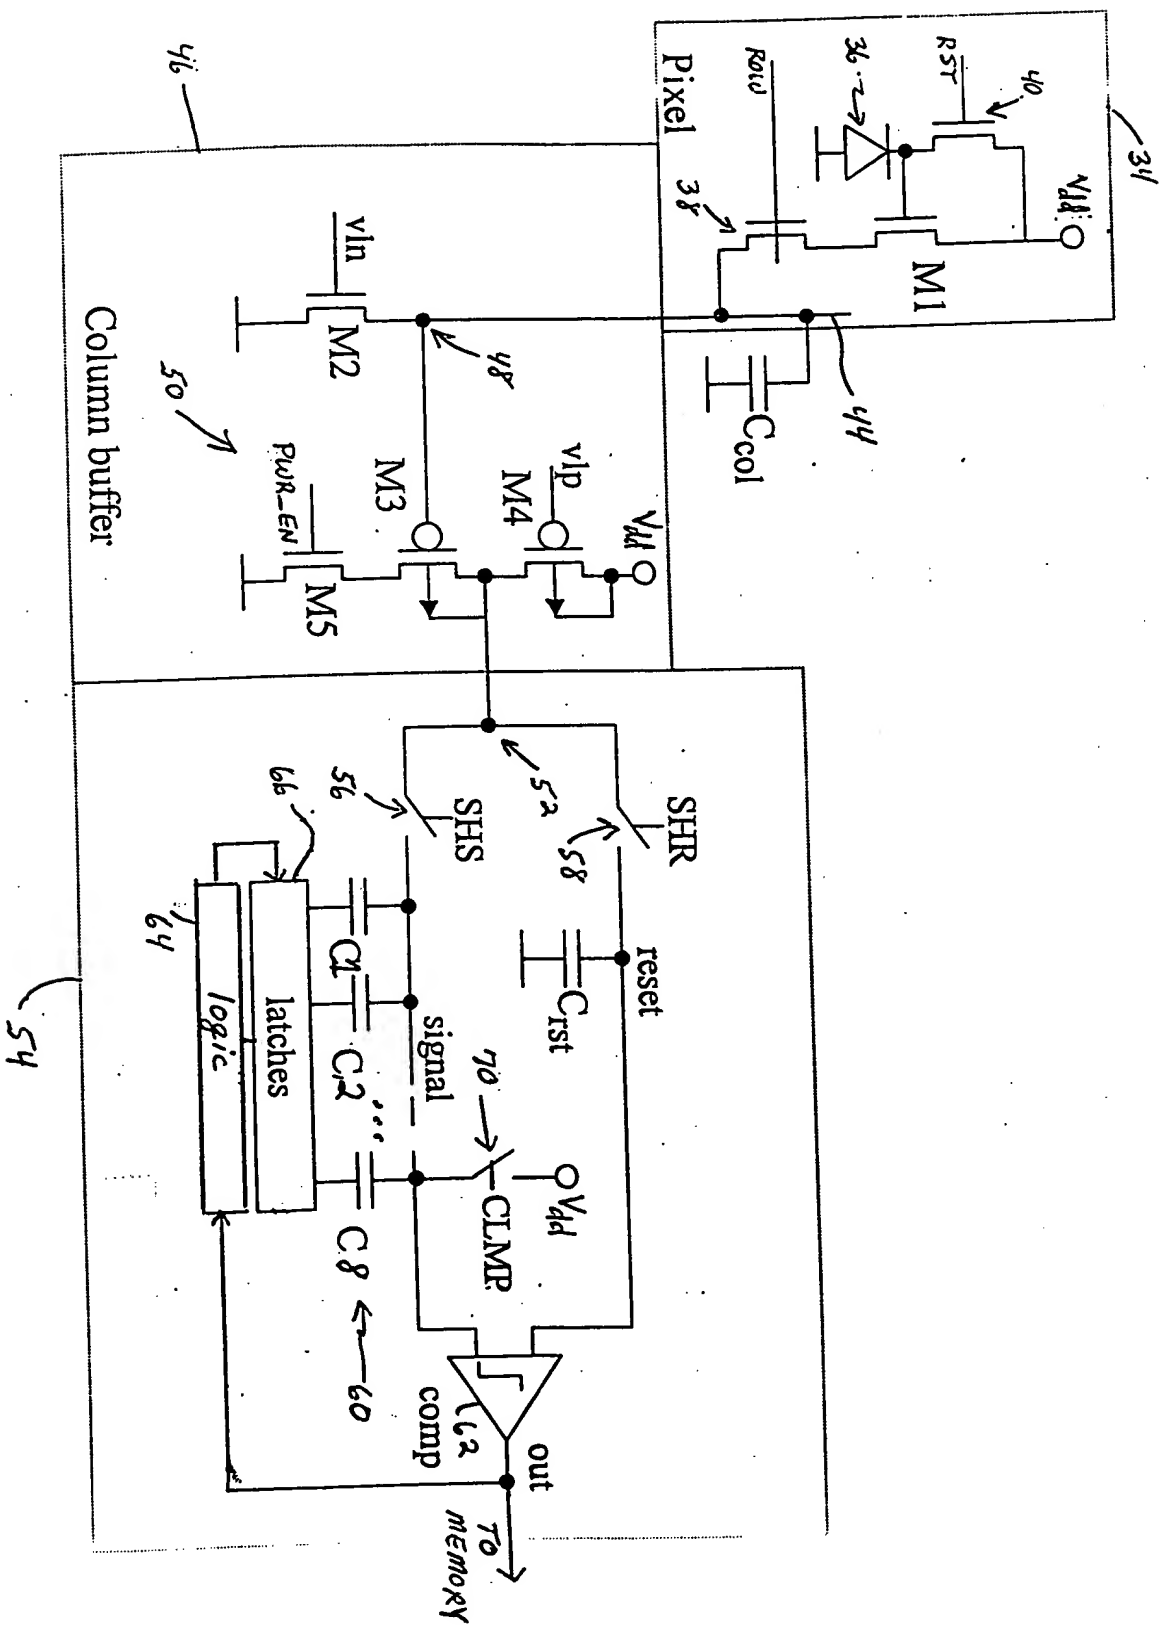 34
40
RST
Vdd
36
M1
ROW
38
Pixel
44
Ccol
46
48
vln
M2
50
Column buffer
Vdd
vlp
M4
M3
PWR_EN
M5
52
SHR
58
SHS
56
reset
Crst
signal
66
C1
C2
...
C8
60
70
CLMP
Vdd
latches
logic
64
54
62
comp
out
TO
MEMORY